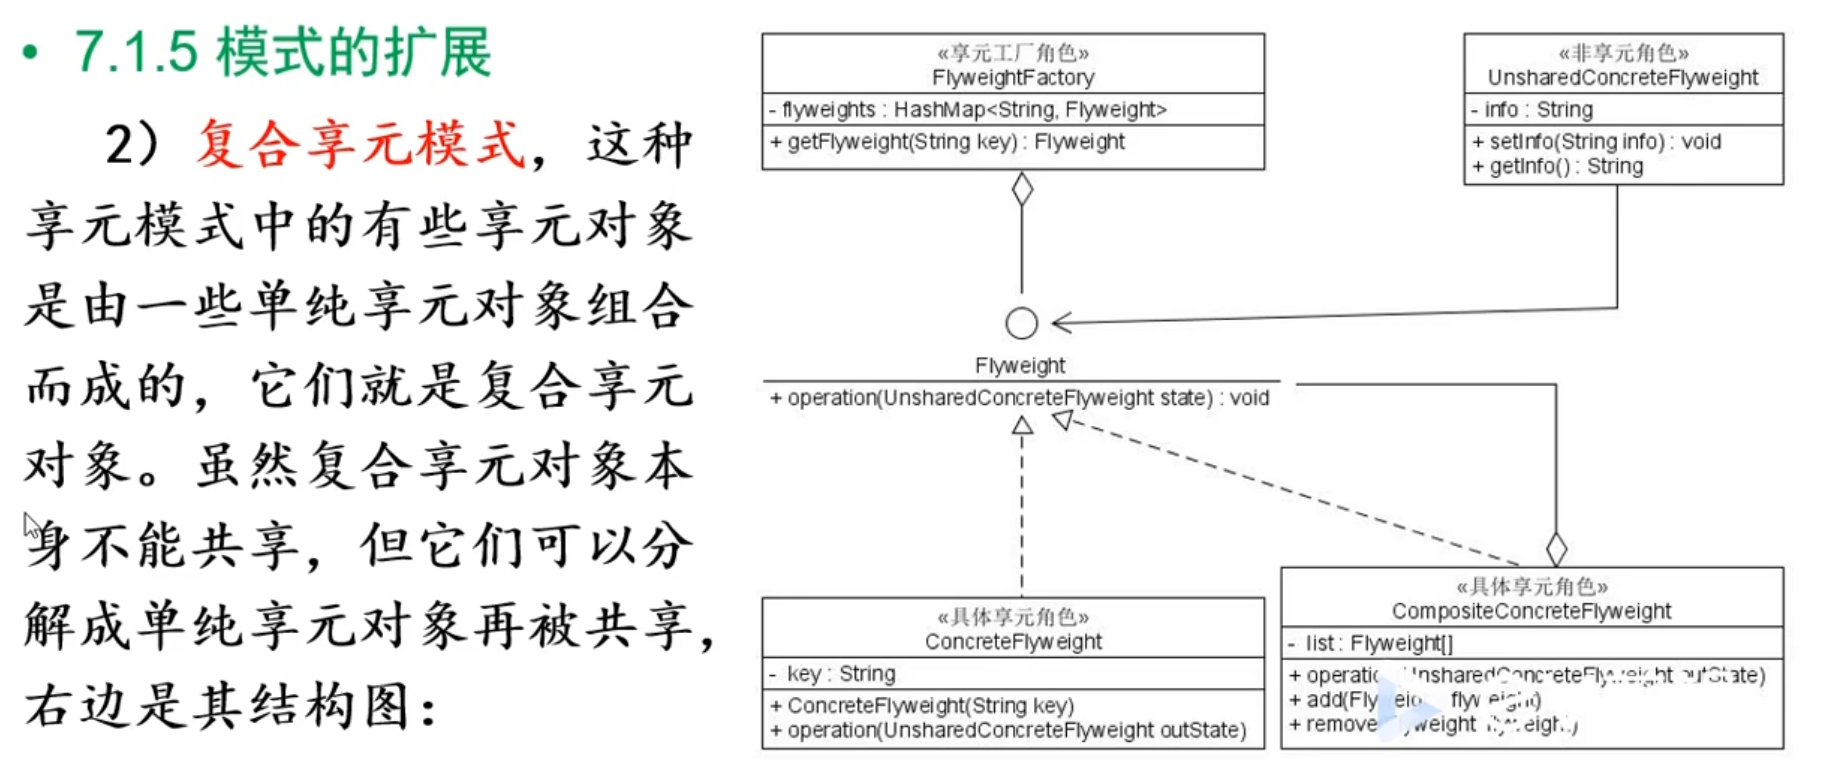 • 7.1.5 模式的扩展
2）复合享元模式，这种
享元模式中的有些享元对象
是由一些单纯享元对象组合
而成的，它们就是复合享元
对象。虽然复合享元对象本
身不能共享，但它们可以分
解成单纯享元对象再被共享，
右边是其结构图：
«享元工厂角色»
FlyweightFactory
- flyweights : HashMap<String, Flyweight>
+ getFlyweight(String key) : Flyweight
«非享元角色»
UnsharedConcreteFlyweight
- info : String
+ setInfo(String info) : void
+ getInfo() : String
Flyweight
+ operation(UnsharedConcreteFlyweight state) : void
«具体享元角色»
ConcreteFlyweight
- key : String
+ ConcreteFlyweight(String key)
+ operation(UnsharedConcreteFlyweight outState)
«具体享元角色»
CompositeConcreteFlyweight
- list : Flyweight[]
+ operation(UnsharedConcreteFlyweight outState)
+ add(Flyweight flyweight)
+ remove(Flyweight flyweight)